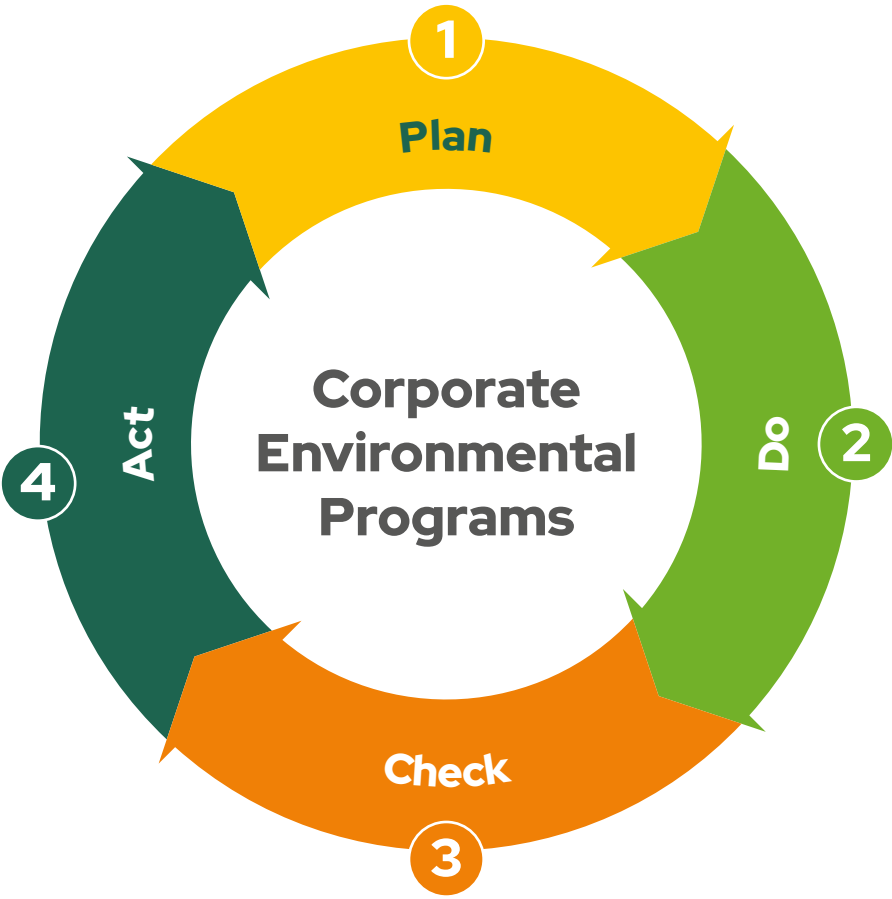 1
Plan
Do
2
Check
3
Act
4
Corporate
Environmental
Programs